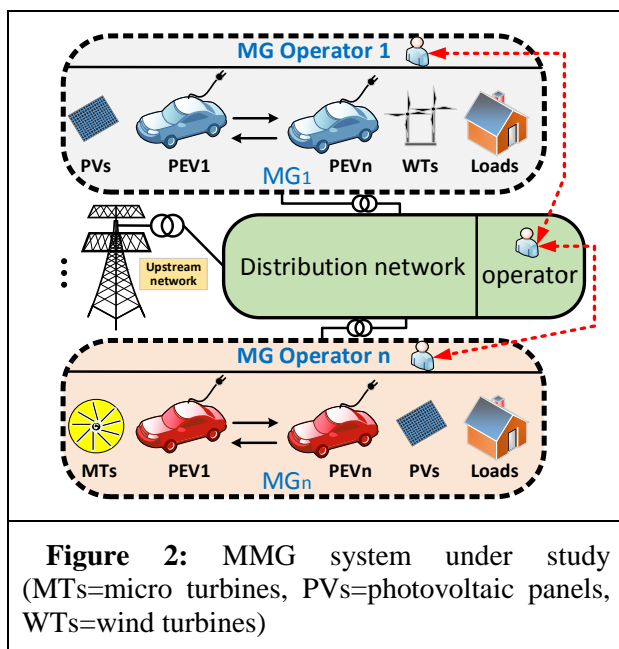 MG Operator 1
PVs PEV1 PEVn WTs Loads
MG1
Distribution network
operator
Upstream
network
MG Operator n
MTs PEV1 PEVn PVs Loads
MGn
Figure 2: MMG system under study
(MTs=micro turbines, PVs=photovoltaic panels,
WTs=wind turbines)